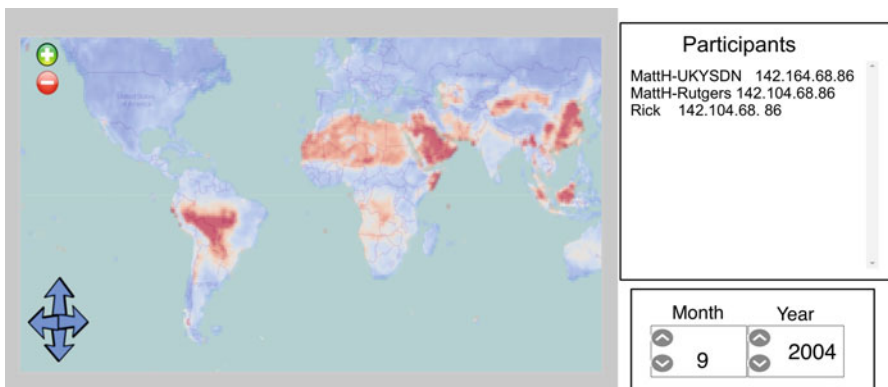 Participants
MattH-UKYSDN 142.164.68.86
MattH-Rutgers 142.104.68.86
Rick 142.104.68. 86
Month
Year
9
2004